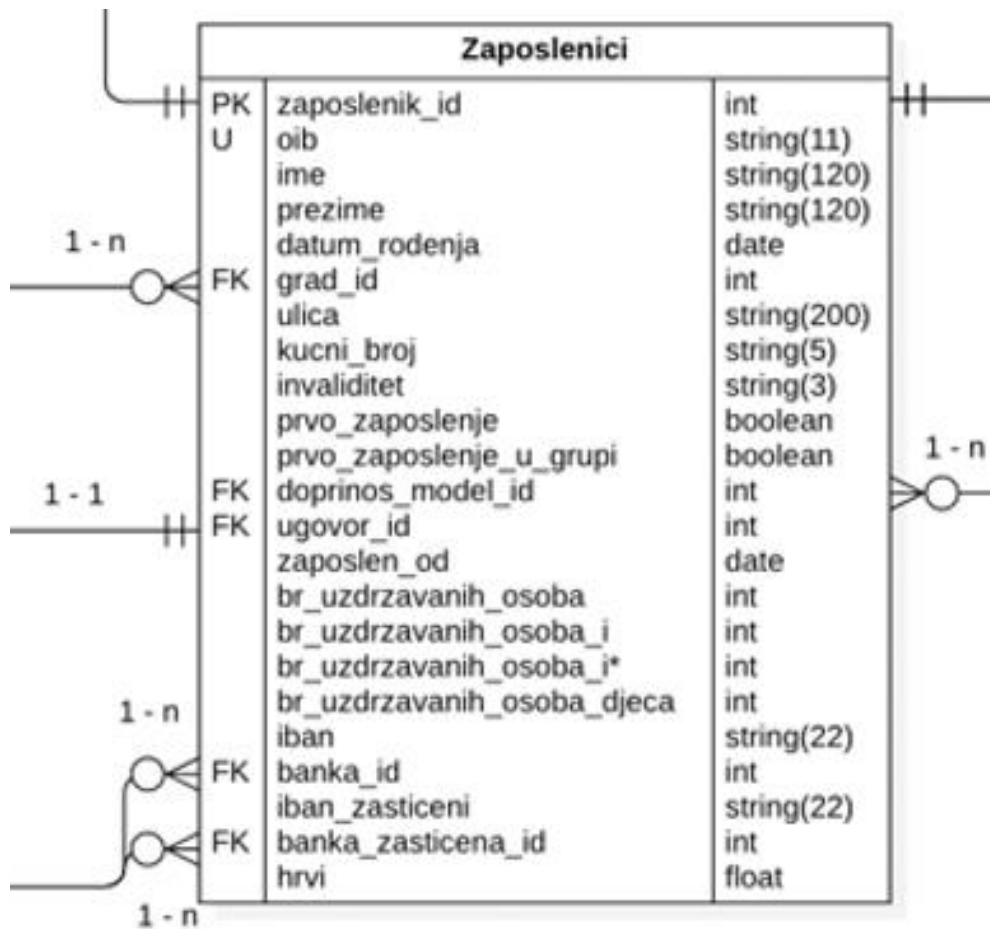 Zaposlenici
PK zaposlenik_id int
U oib string(11)
ime string(120)
prezime string(120)
1 - n
datum_rodenja date
FK grad_id int
ulica string(200)
kucni_broj string(5)
invaliditet string(3)
prvo_zaposlenje boolean
prvo_zaposlenje_u_grupi boolean
1 - n
1 - 1
FK doprinos_model_id int
FK ugovor_id int
zaposlen_od date
br_uzdrzavanih_osoba int
br_uzdrzavanih_osoba_i int
br_uzdrzavanih_osoba_i* int
br_uzdrzavanih_osoba_djeca int
1 - n
iban string(22)
FK banka_id int
iban_zasticeni string(22)
FK banka_zasticena_id int
hrvi float
1 - n